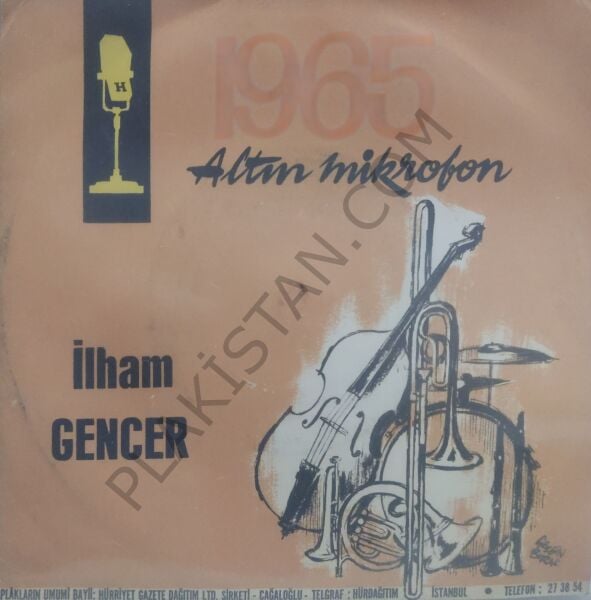 H
1965
Altın mikrofon
İlham
GENCER
PLAKİSTAN.COM
PLÂKLARIN UMUMİ BAYİİ: HÜRRİYET GAZETE DAĞITIM LTD. ŞİRKETİ - CAĞALOĞLU - TELGRAF : HÜRDAĞITIM İSTANBUL • TELEFON : 27 38 54